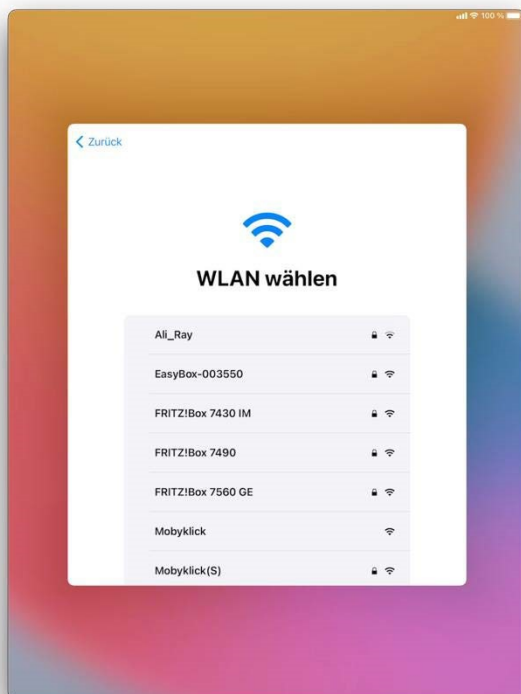 100 %
Zurück
WLAN wählen
Ali_Ray
EasyBox-003550
FRITZ!Box 7430 IM
FRITZ!Box 7490
FRITZ!Box 7560 GE
Mobyklick
Mobyklick(S)